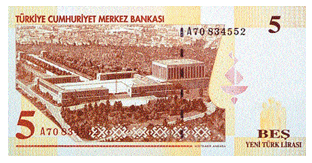 TÜRKİYE CUMHURİYET MERKEZ BANKASI
A70 834552
5
5
A70 834552
BEŞ
YENİ TÜRK LİRASI